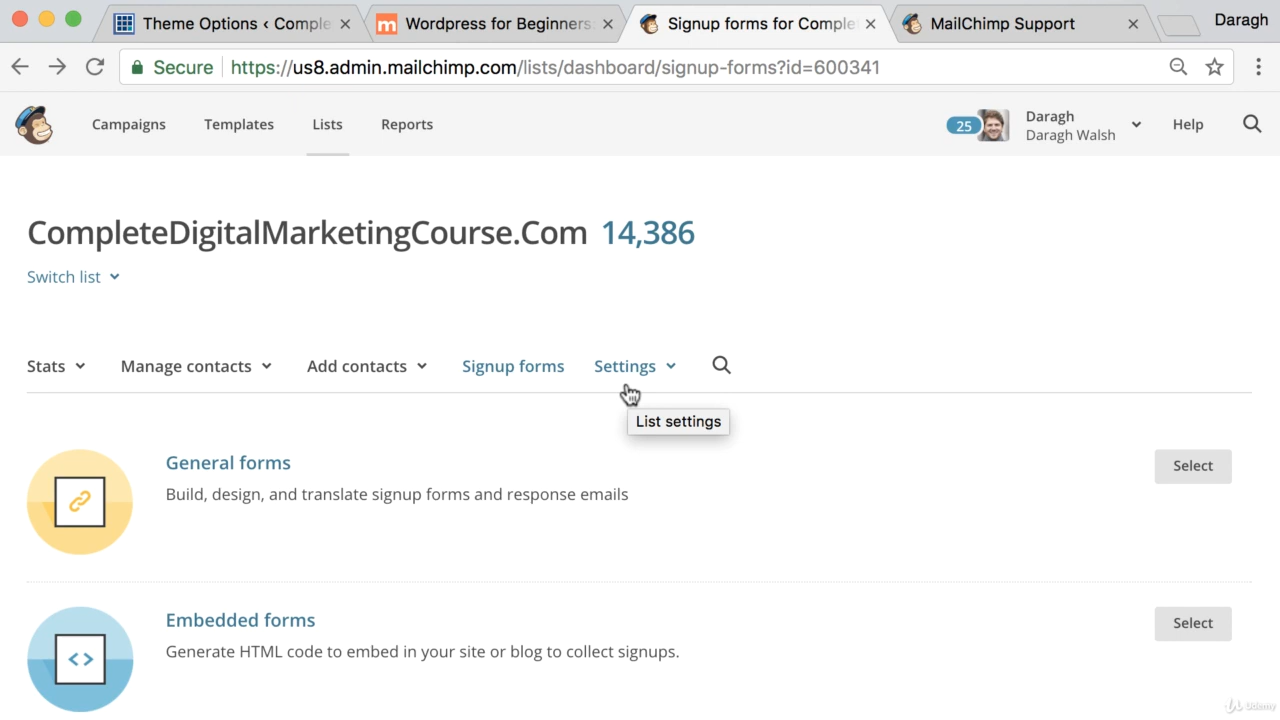 Theme Options ‹ Comple
Wordpress for Beginners:
Signup forms for Comple
MailChimp Support
Daragh
Secure
https://us8.admin.mailchimp.com/lists/dashboard/signup-forms?id=600341
Campaigns
Templates
Lists
Reports
25
Daragh
Daragh Walsh
Help
CompleteDigitalMarketingCourse.Com 14,386
Switch list
Stats
Manage contacts
Add contacts
Signup forms
Settings
List settings
General forms
Select
Build, design, and translate signup forms and response emails
Embedded forms
Select
Generate HTML code to embed in your site or blog to collect signups.
Udemy